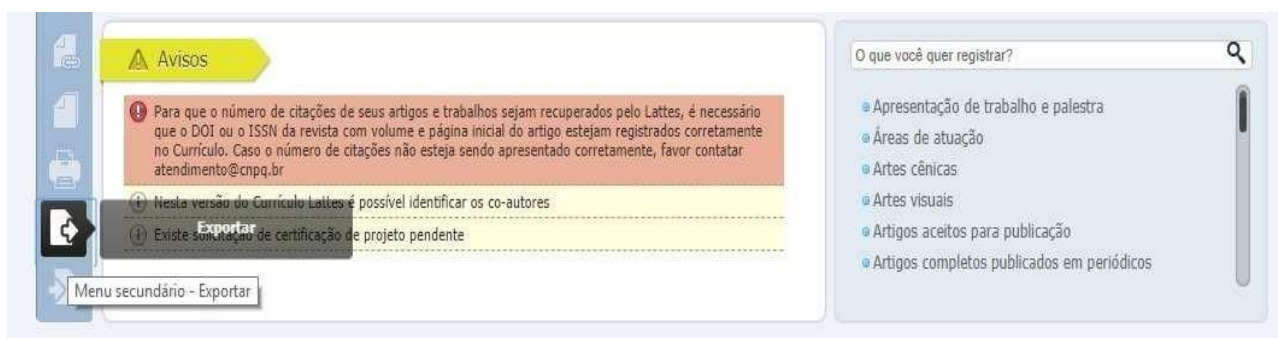 Avisos
Para que o número de citações de seus artigos e trabalhos sejam recuperados pelo Lattes, é necessário
que o DOI ou o ISSN da revista com volume e página inicial do artigo estejam registrados corretamente
no Currículo. Caso o número de citações não esteja sendo apresentado corretamente, favor contatar
atendimento@cnpq.br
Nesta versão do Currículo Lattes é possível identificar os co-autores
Exportar
Existe solicitação de certificação de projeto pendente
Menu secundário - Exportar
O que você quer registrar?
Apresentação de trabalho e palestra
Áreas de atuação
Artes cênicas
Artes visuais
Artigos aceitos para publicação
Artigos completos publicados em periódicos